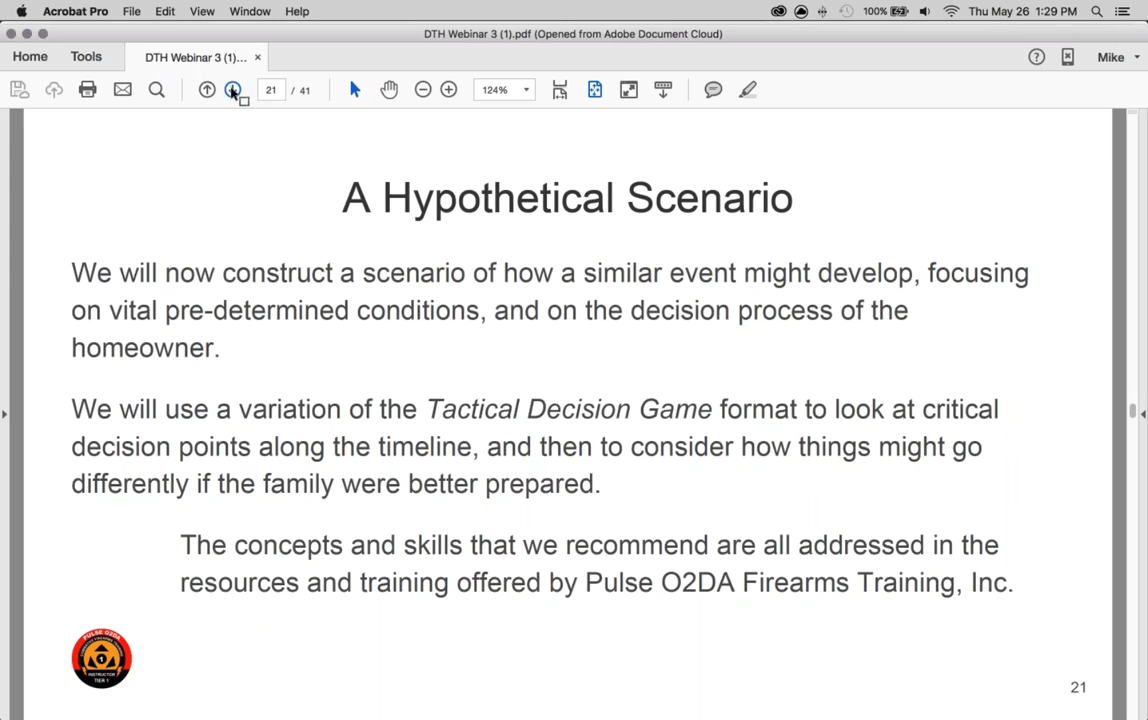 Acrobat Pro File Edit View Window Help 100% Thu May 26 1:29 PM
DTH Webinar 3 (1).pdf (Opened from Adobe Document Cloud)
Home Tools DTH Webinar 3 (1)... × Mike
21 / 41 124%
A Hypothetical Scenario
We will now construct a scenario of how a similar event might develop, focusing
on vital pre-determined conditions, and on the decision process of the
homeowner.
We will use a variation of the Tactical Decision Game format to look at critical
decision points along the timeline, and then to consider how things might go
differently if the family were better prepared.
The concepts and skills that we recommend are all addressed in the
resources and training offered by Pulse O2DA Firearms Training, Inc.
PULSE O2DA
1
INSTRUCTOR
TIER 1
21